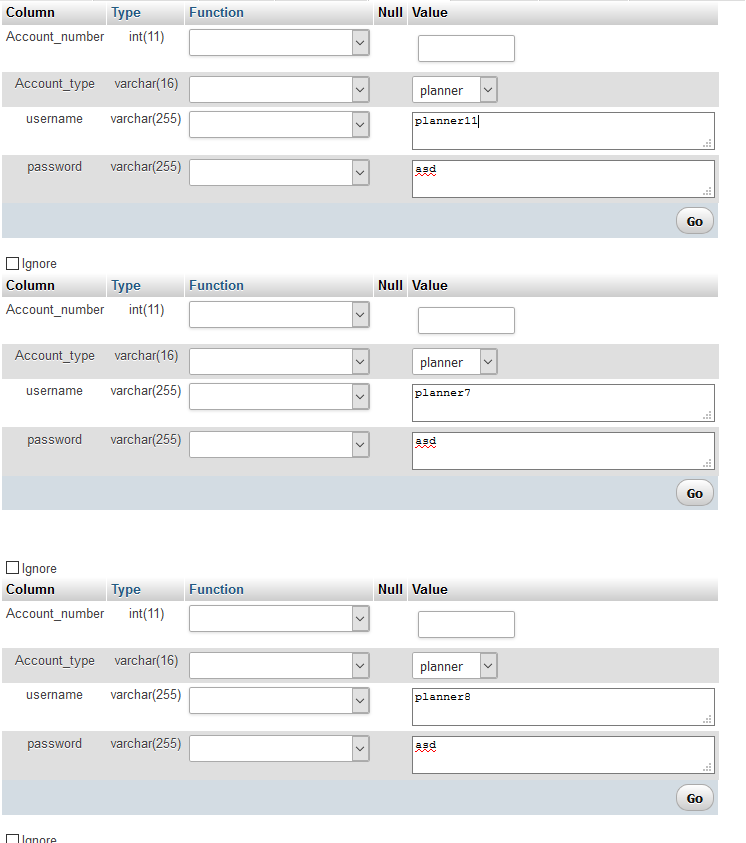 Column Type Function Null Value
Account_number int(11)
Account_type varchar(16) planner
username varchar(255) planner11
password varchar(255) asd
Go
Ignore
Column Type Function Null Value
Account_number int(11)
Account_type varchar(16) planner
username varchar(255) planner7
password varchar(255) asd
Go
Ignore
Column Type Function Null Value
Account_number int(11)
Account_type varchar(16) planner
username varchar(255) planner8
password varchar(255) asd
Go
Ignore